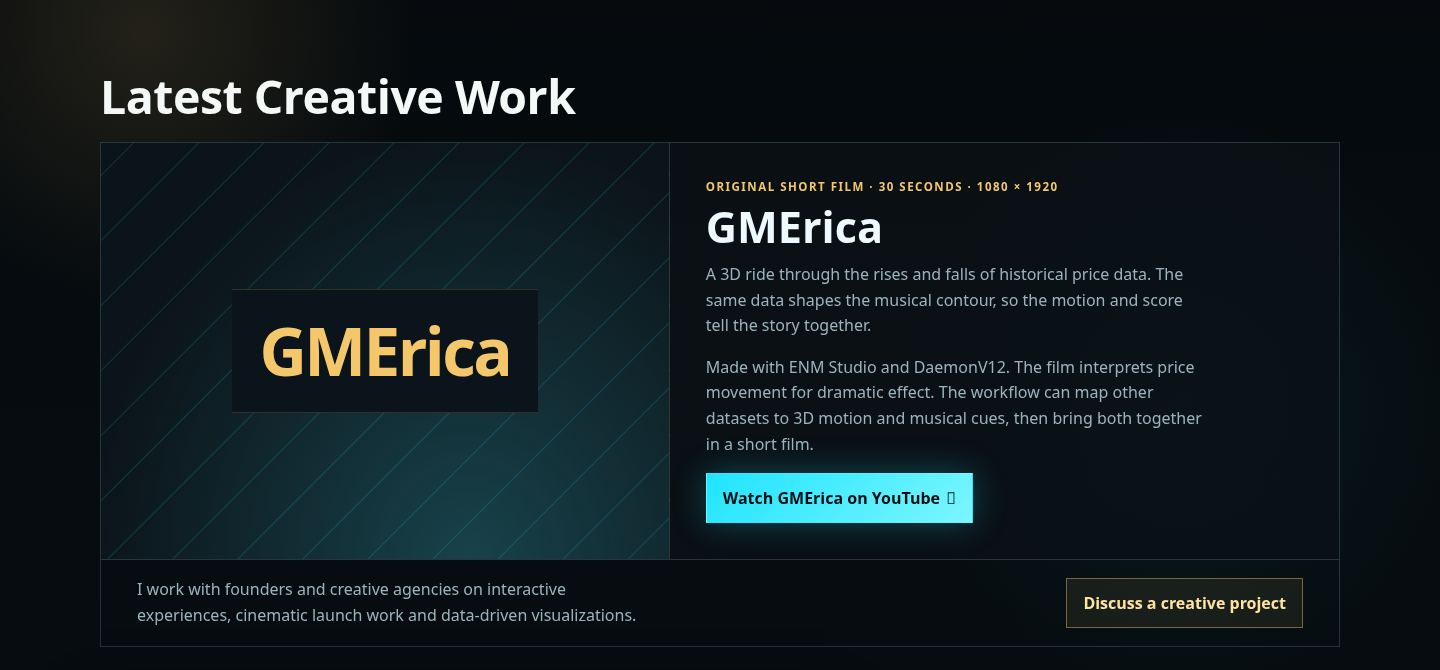 Latest Creative Work
GMErica
ORIGINAL SHORT FILM · 30 SECONDS · 1080 × 1920
GMErica
A 3D ride through the rises and falls of historical price data. The
same data shapes the musical contour, so the motion and score
tell the story together.
Made with ENM Studio and DaemonV12. The film interprets price
movement for dramatic effect. The workflow can map other
datasets to 3D motion and musical cues, then bring both together
in a short film.
Watch GMErica on YouTube
I work with founders and creative agencies on interactive
experiences, cinematic launch work and data-driven visualizations.
Discuss a creative project